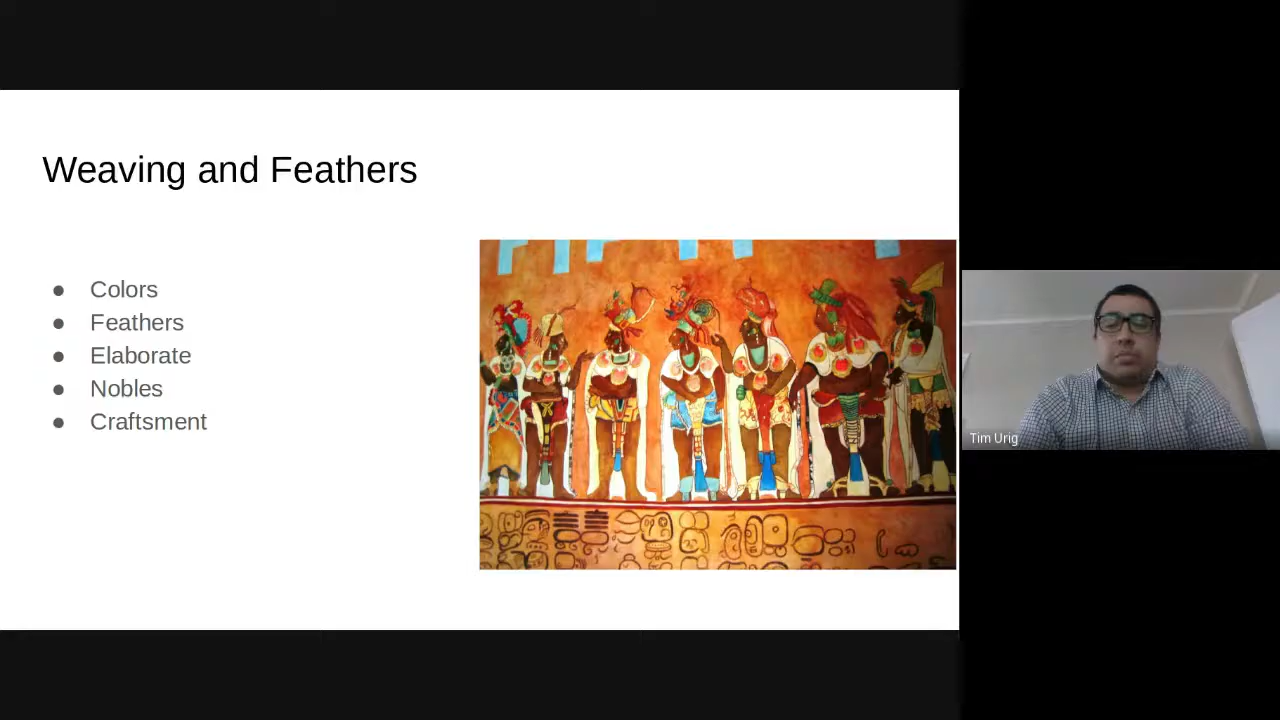 Weaving and Feathers
Colors
Feathers
Elaborate
Nobles
Craftsment
Tim Urig